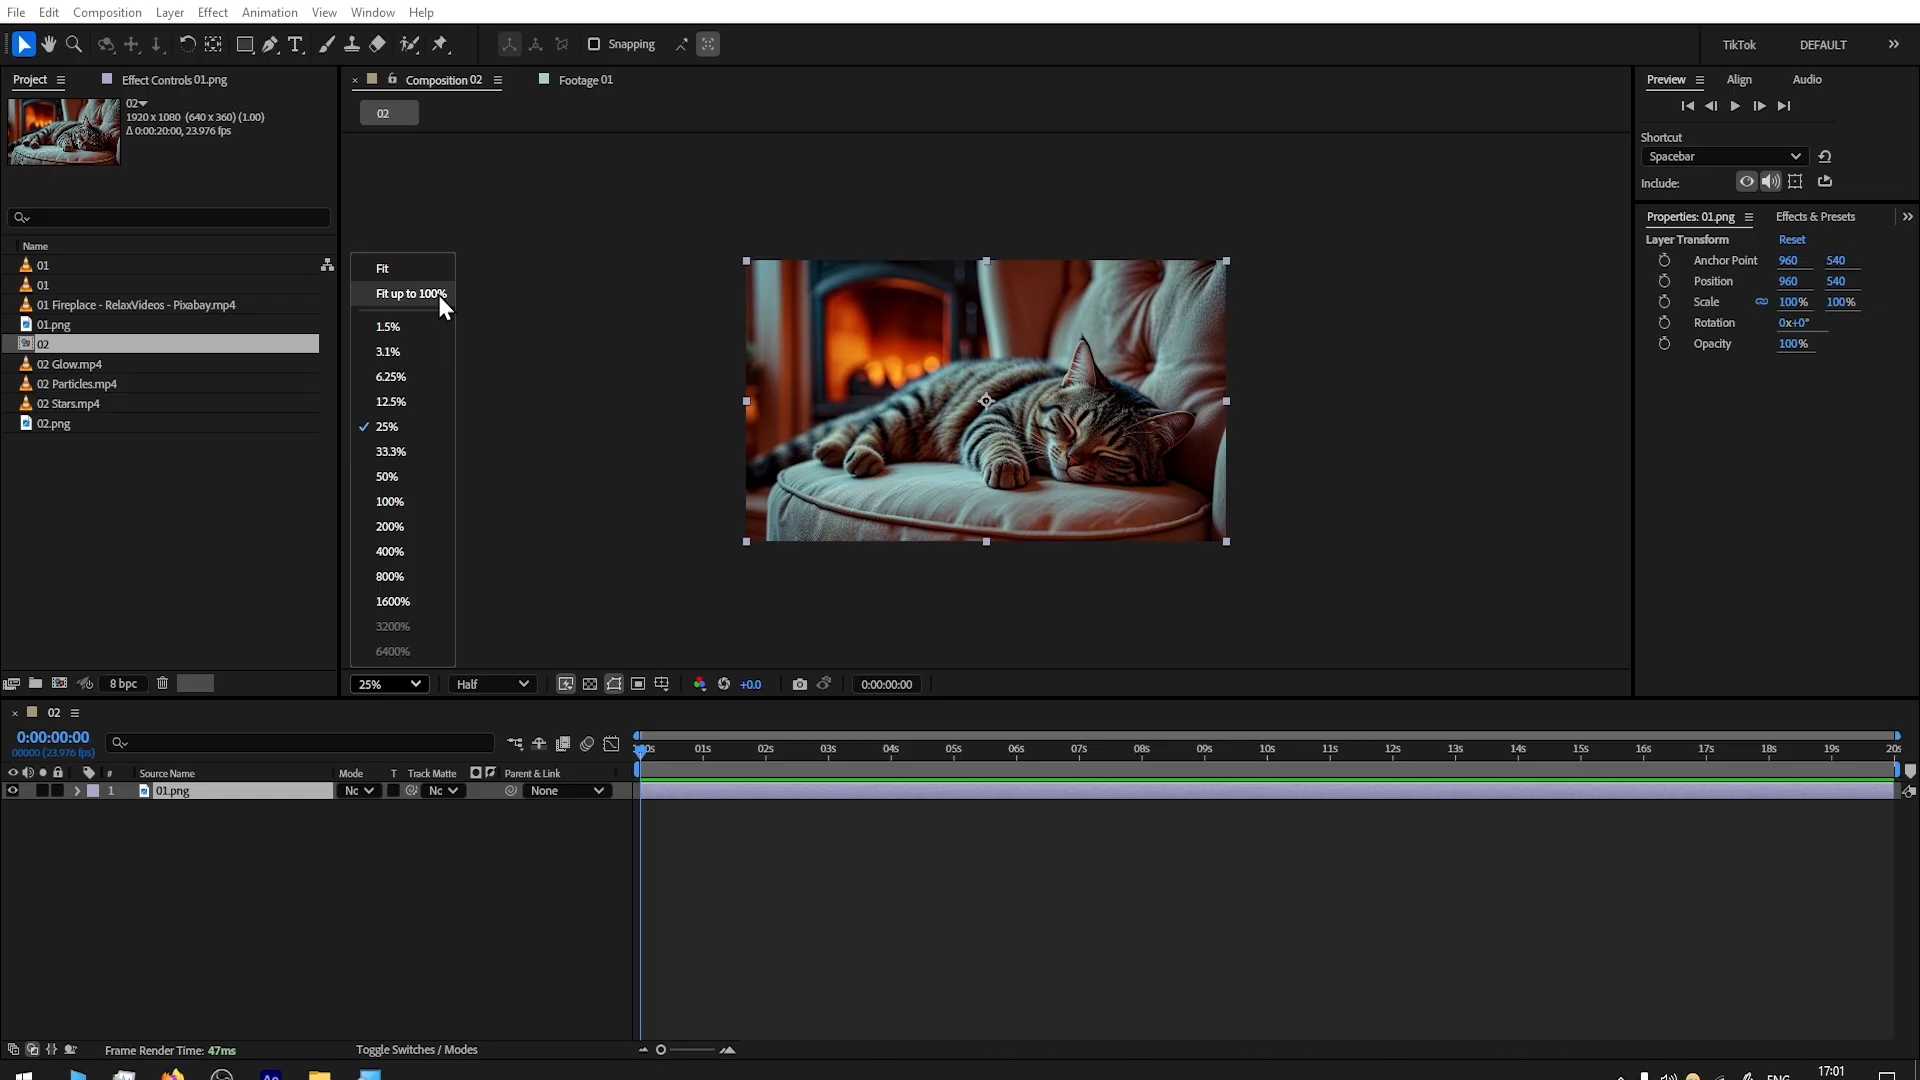 File Edit Composition Layer Effect Animation View Window Help
Snapping
TikTok DEFAULT
Project Effect Controls 01.png
02
1920 x 1080 (640 x 360) (1.00)
Δ 0:00:20:00, 23.976 fps
Name
01
01
01 Fireplace - RelaxVideos - Pixabay.mp4
01.png
02
02 Glow.mp4
02 Particles.mp4
02 Stars.mp4
02.png
8 bpc
Composition 02 Footage 01
02
Fit
Fit up to 100%
1.5%
3.1%
6.25%
12.5%
25%
33.3%
50%
100%
200%
400%
800%
1600%
3200%
6400%
25% Half +0.0 0:00:00:00
Preview Align Audio
Shortcut
Spacebar
Include:
Properties: 01.png Effects & Presets
Layer Transform Reset
Anchor Point 960 540
Position 960 540
Scale 100% 100%
Rotation 0x+0°
Opacity 100%
02
0:00:00:00
00000 (23.976 fps)
# Source Name Mode T Track Matte Parent & Link
1 01.png Nc Nc None
01s 02s 03s 04s 05s 06s 07s 08s 09s 10s 11s 12s 13s 14s 15s 16s 17s 18s 19s 20s
Frame Render Time: 47ms Toggle Switches / Modes
Ae ENG 17:01